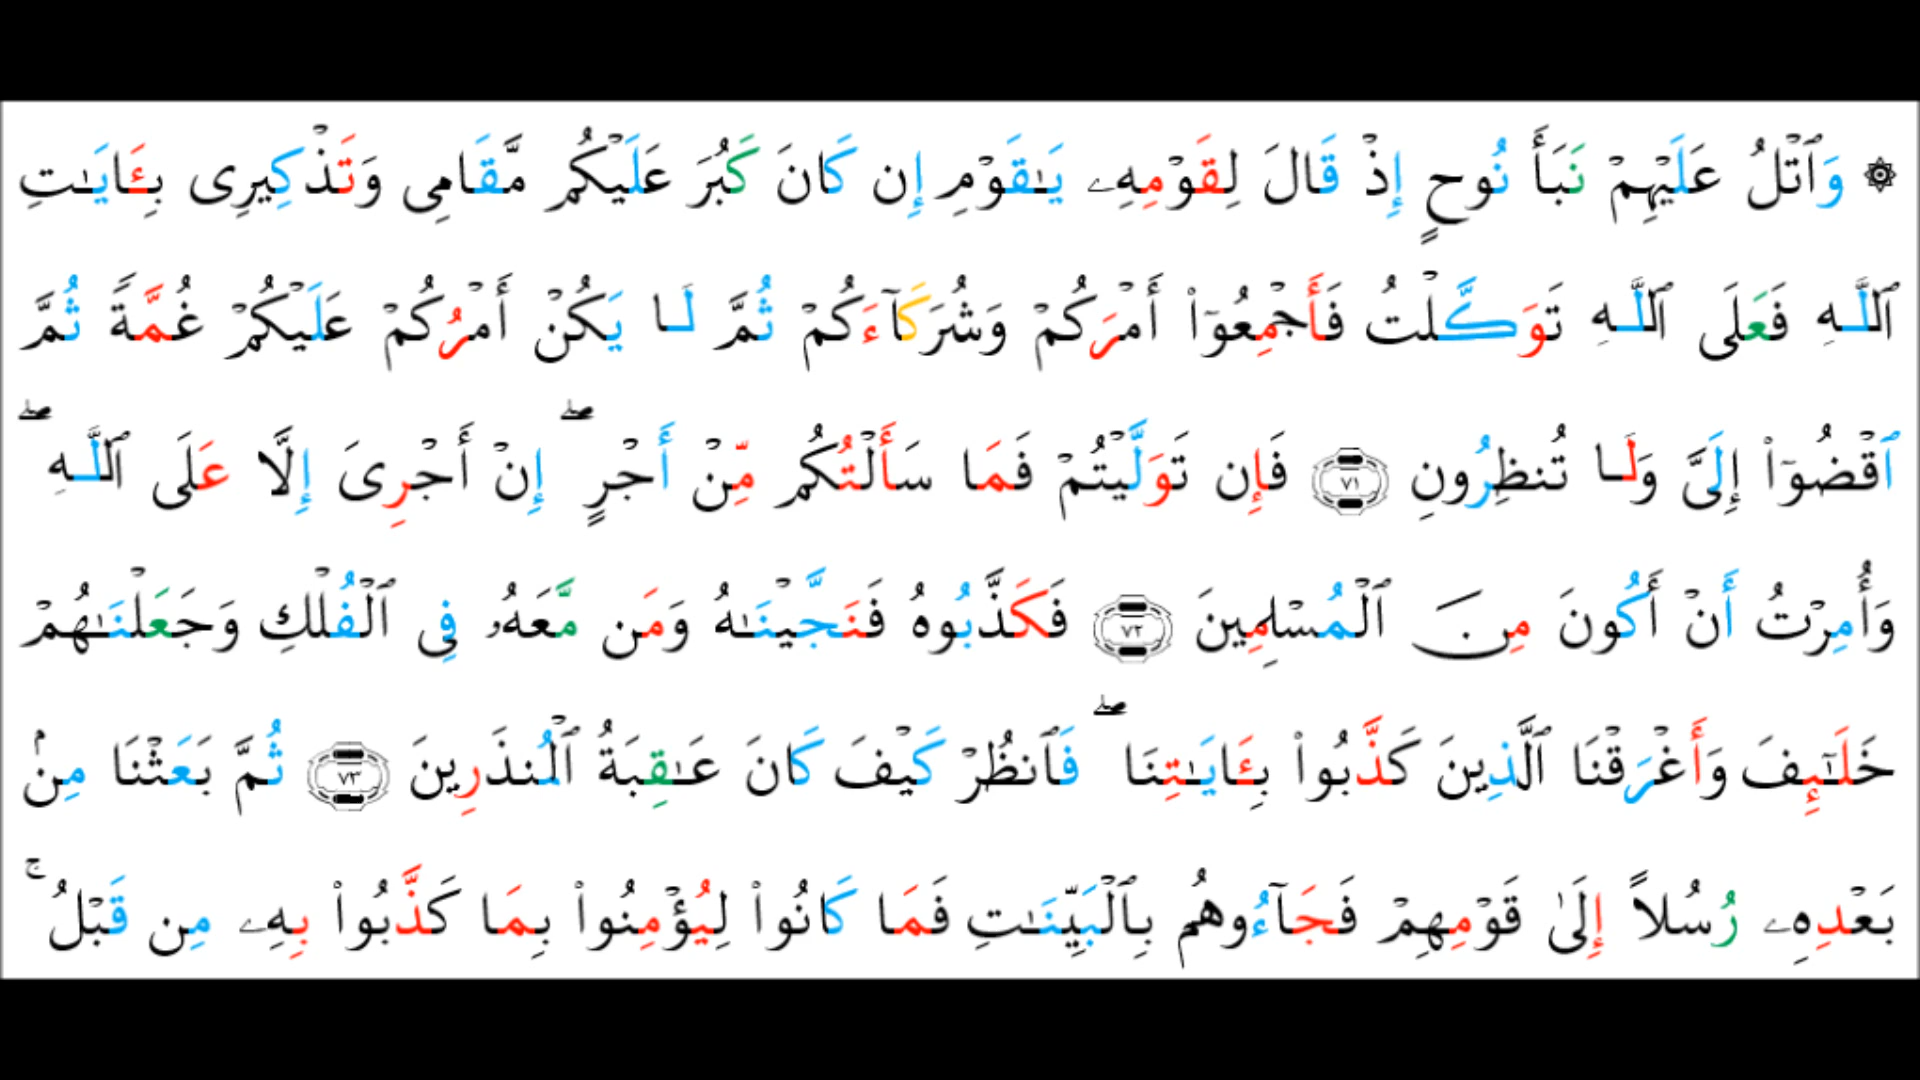 ۞ وَٱتْلُ عَلَيْهِمْ نَبَأَ نُوحٍ إِذْ قَالَ لِقَوْمِهِۦ يَـٰقَوْمِ إِن كَانَ كَبُرَ عَلَيْكُم مَّقَامِى وَتَذْكِيرِى بِـَٔايَـٰتِ
ٱللَّهِ فَعَلَى ٱللَّهِ تَوَكَّلْتُ فَأَجْمِعُوٓا۟ أَمْرَكُمْ وَشُرَكَآءَكُمْ ثُمَّ لَا يَكُنْ أَمْرُكُمْ عَلَيْكُمْ غُمَّةً ثُمَّ
ٱقْضُوٓا۟ إِلَىَّ وَلَا تُنظِرُونِ ٧١ فَإِن تَوَلَّيْتُمْ فَمَا سَأَلْتُكُم مِّنْ أَجْرٍ ۖ إِنْ أَجْرِىَ إِلَّا عَلَى ٱللَّهِ ۖ
وَأُمِرْتُ أَنْ أَكُونَ مِنَ ٱلْمُسْلِمِينَ ٧٢ فَكَذَّبُوهُ فَنَجَّيْنَـٰهُ وَمَن مَّعَهُۥ فِى ٱلْفُلْكِ وَجَعَلْنَـٰهُمْ
خَلَـٰٓئِفَ وَأَغْرَقْنَا ٱلَّذِينَ كَذَّبُوا۟ بِـَٔايَـٰتِنَا ۖ فَٱنظُرْ كَيْفَ كَانَ عَـٰقِبَةُ ٱلْمُنذَرِينَ ٧٣ ثُمَّ بَعَثْنَا مِنۢ
بَعْدِهِۦ رُسُلًا إِلَىٰ قَوْمِهِمْ فَجَآءُوهُم بِٱلْبَيِّنَـٰتِ فَمَا كَانُوا۟ لِيُؤْمِنُوا۟ بِمَا كَذَّبُوا۟ بِهِۦ مِن قَبْلُ ۚ